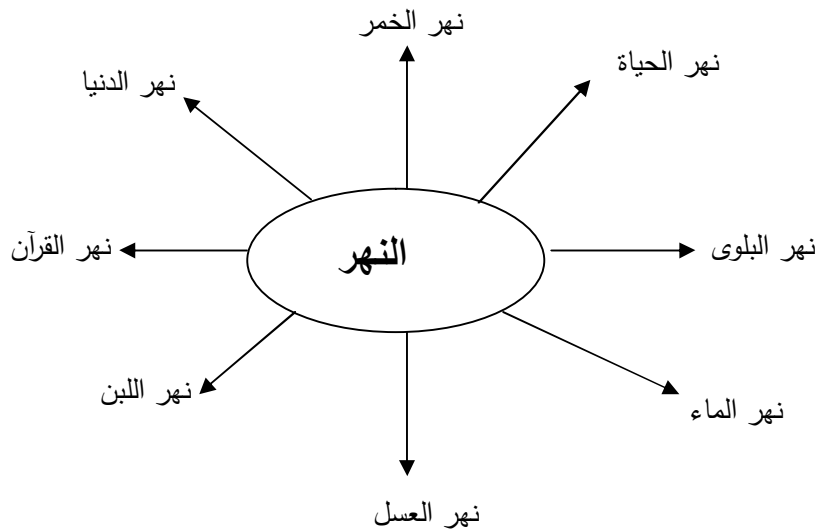 نهر الخمر
نهر الحياة
نهر الدنيا
نهر البلوى
النهر
نهر القرآن
نهر الماء
نهر اللبن
نهر العسل